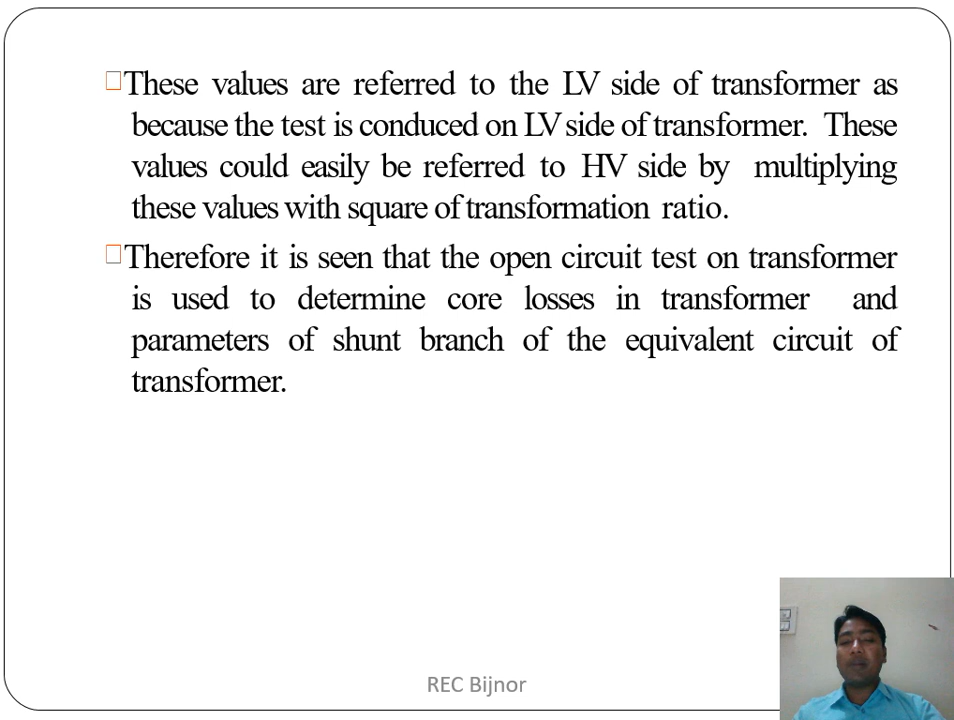 These values are referred to the LV side of transformer as
because the test is conduced on LV side of transformer. These
values could easily be referred to HV side by multiplying
these values with square of transformation ratio.
Therefore it is seen that the open circuit test on transformer
is used to determine core losses in transformer and
parameters of shunt branch of the equivalent circuit of
transformer.
REC Bijnor